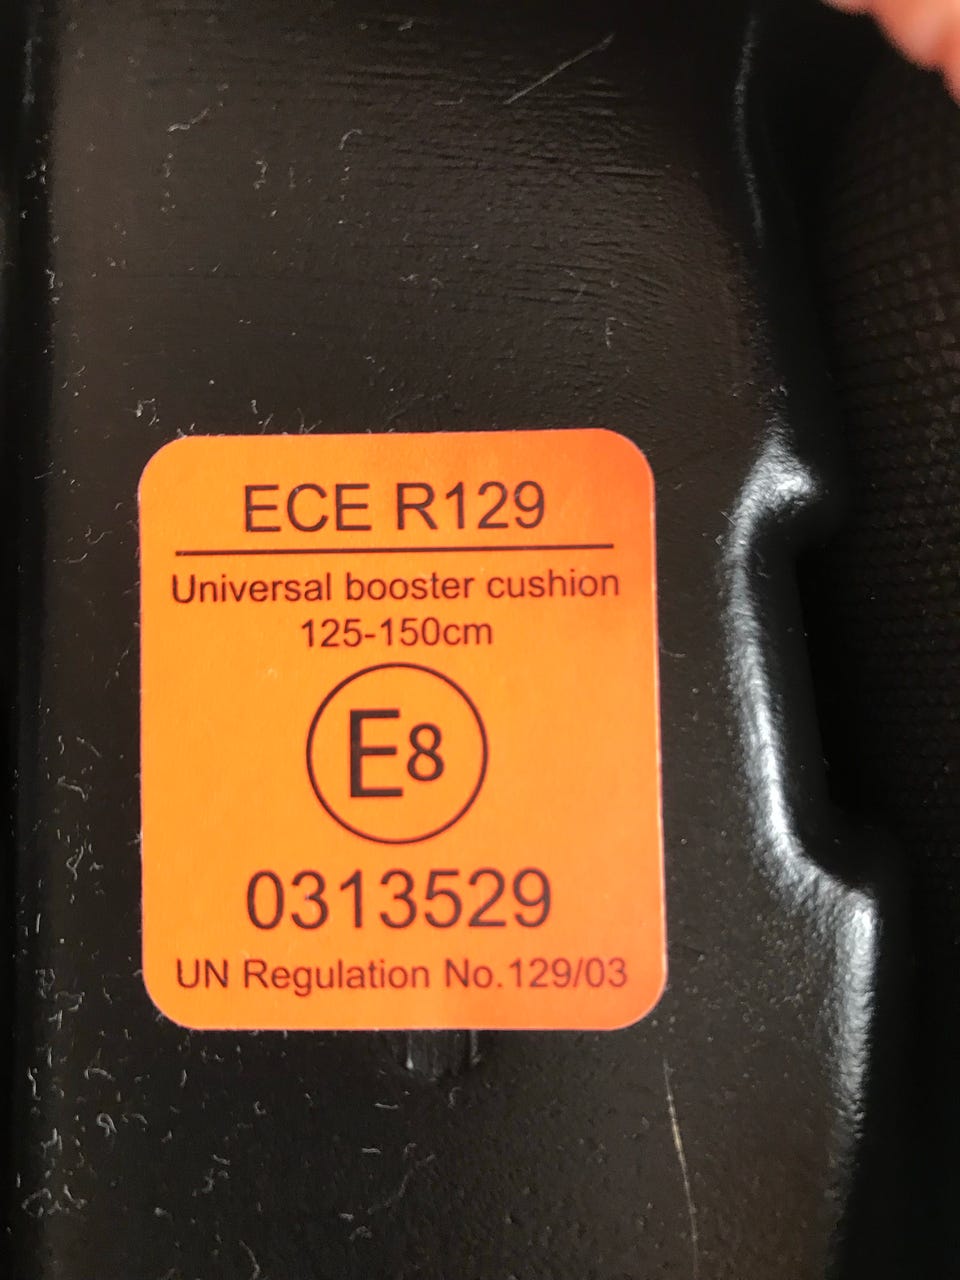 ECE R129
Universal booster cushion
125-150cm
E8
0313529
UN Regulation No.129/03